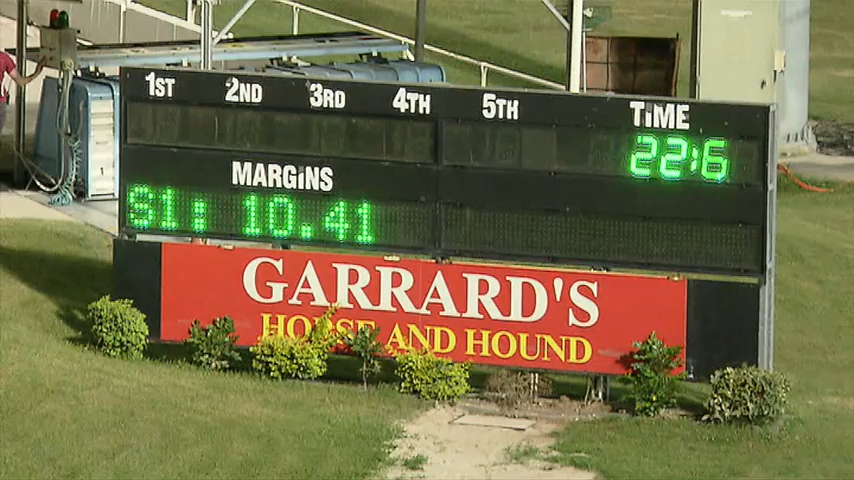 1ST 2ND 3RD 4TH 5TH TIME
22:6
MARGINS
S1: 10.41
GARRARD'S
HORSE AND HOUND